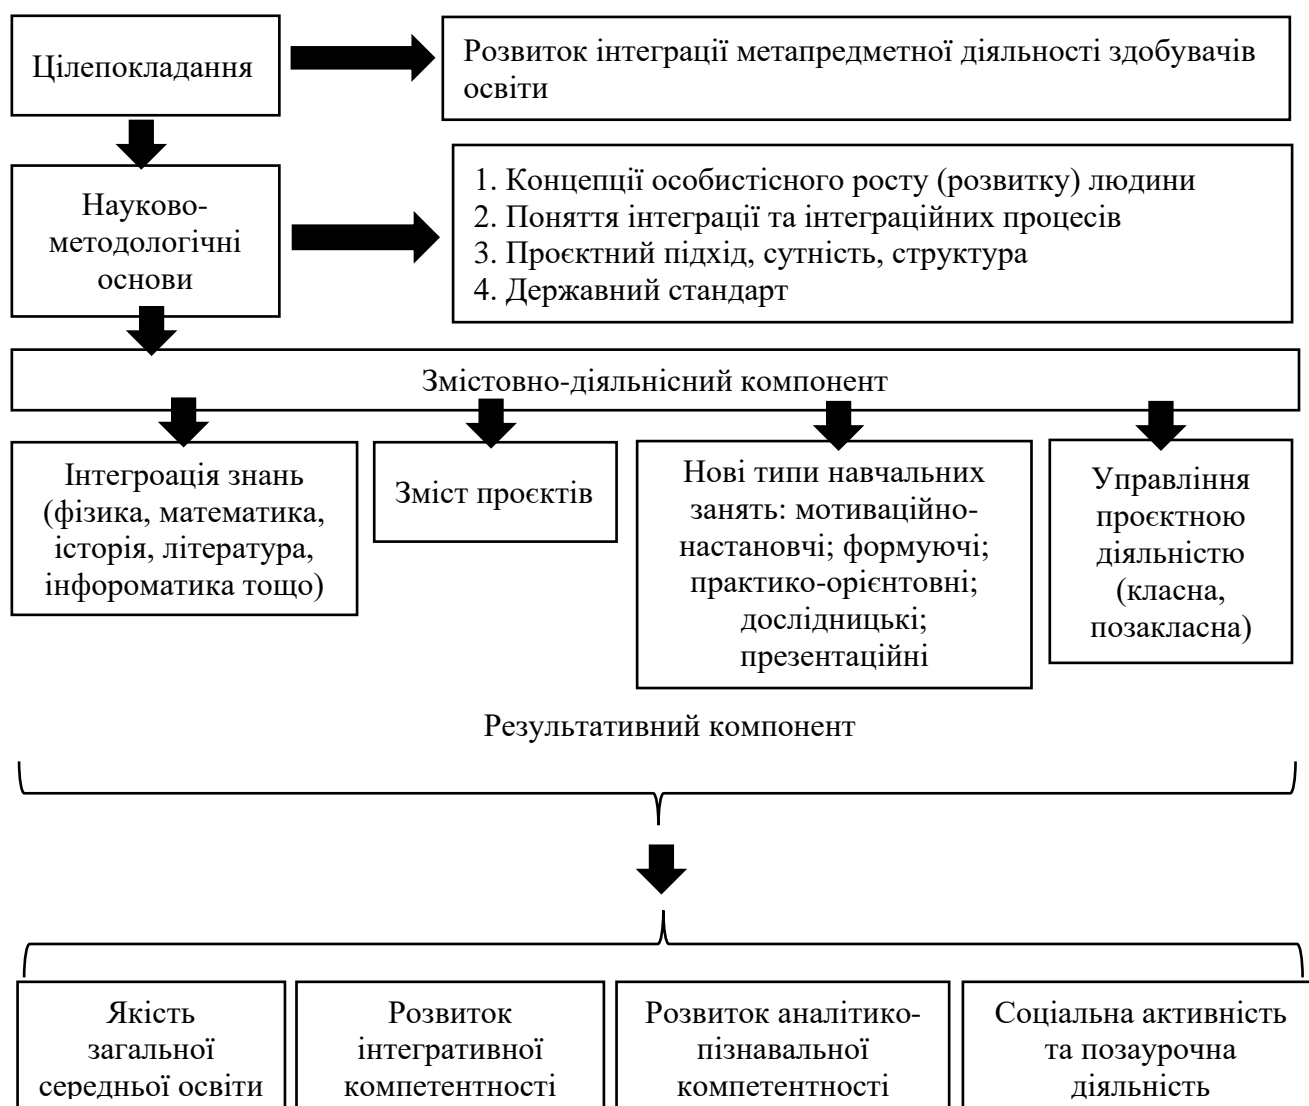 Цілепокладання
Розвиток інтеграції метапредметної діяльності здобувачів
освіти
Науково-
методологічні
основи
1. Концепції особистісного росту (розвитку) людини
2. Поняття інтеграції та інтеграційних процесів
3. Проєктний підхід, сутність, структура
4. Державний стандарт
Змістовно-діяльнісний компонент
Інтегроація знань
(фізика, математика,
історія, література,
інфороматика тощо)
Зміст проєктів
Нові типи навчальних
занять: мотиваційно-
настановчі; формуючі;
практико-орієнтовні;
дослідницькі;
презентаційні
Управління
проєктною
діяльністю
(класна,
позакласна)
Результативний компонент
Якість
загальної
середньої освіти
Розвиток
інтегративної
компетентності
Розвиток аналітико-
пізнавальної
компетентності
Соціальна активність
та позаурочна
діяльність